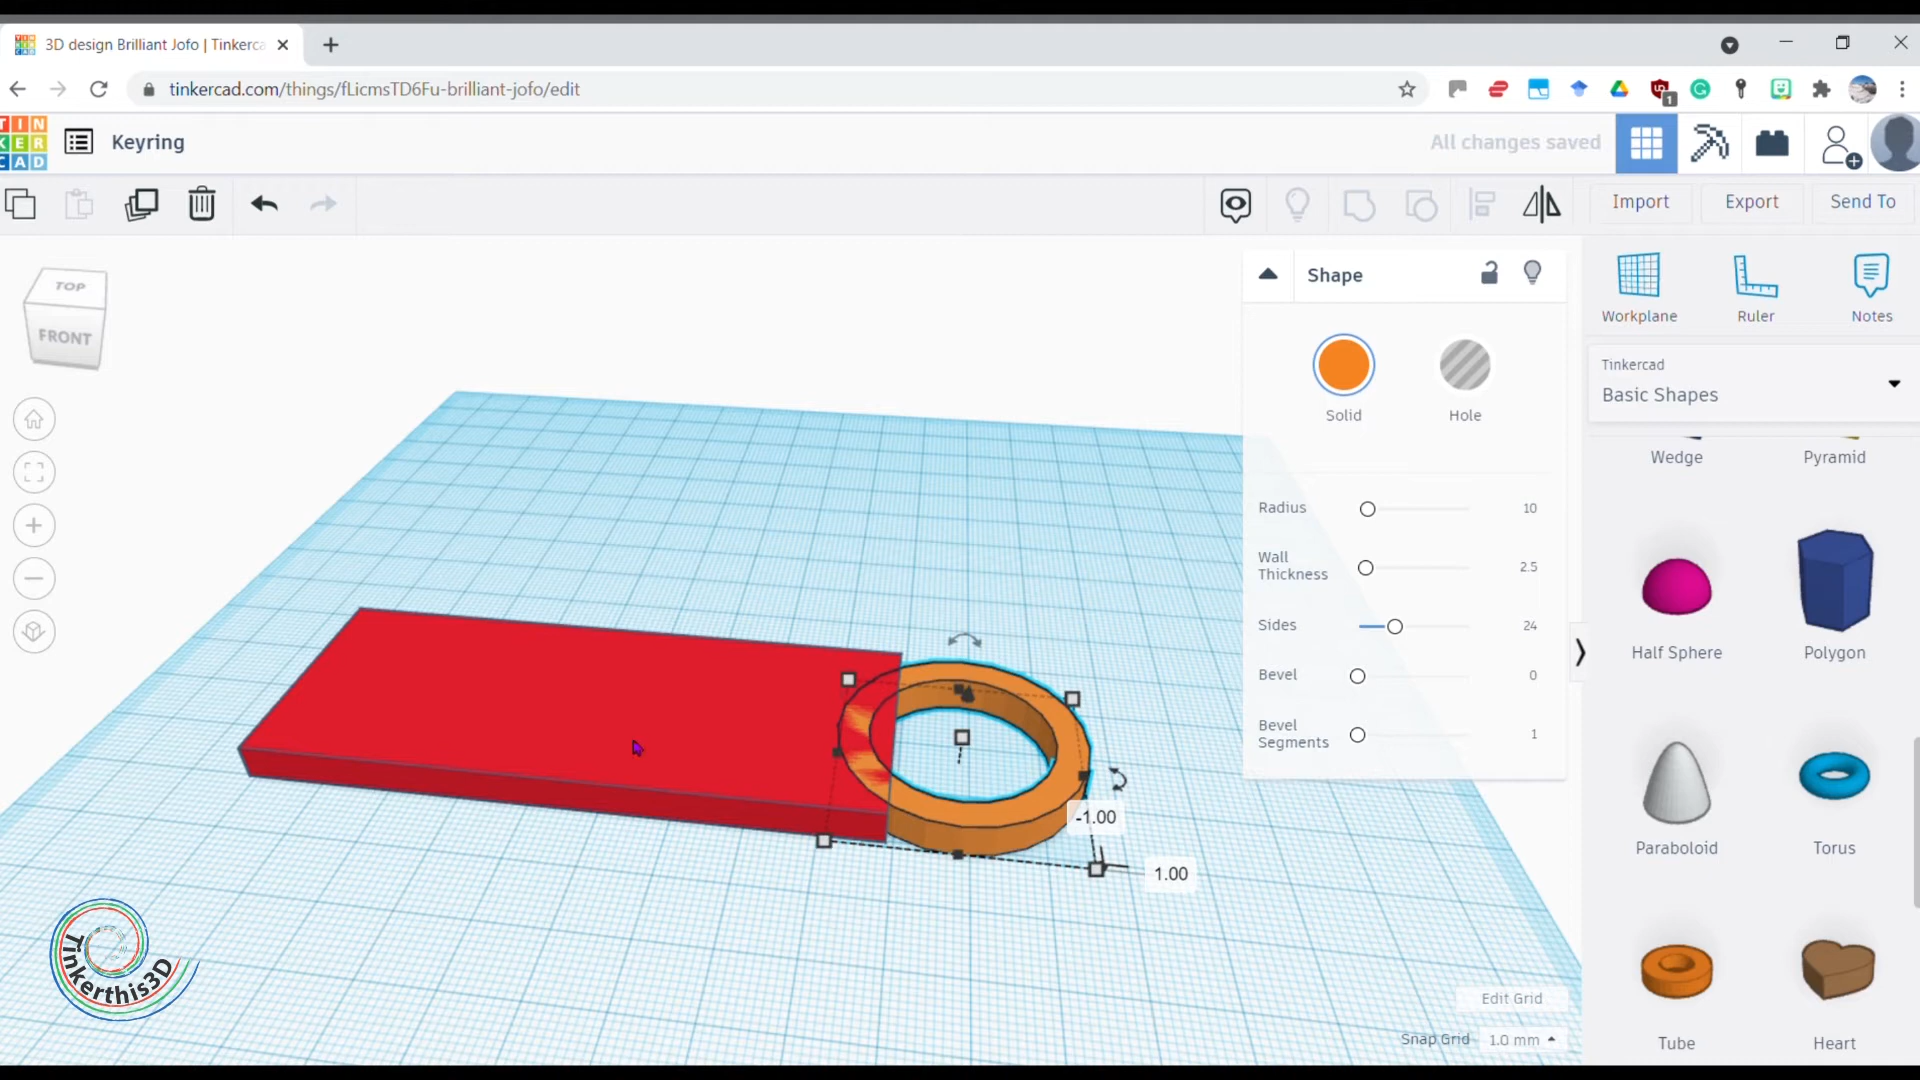 3D design Brilliant Jofo | Tinkerca
tinkercad.com/things/fLicmsTD6Fu-brilliant-jofo/edit
1
TIN
KER
CAD
Keyring
All changes saved
Import
Export
Send To
TOP
FRONT
Shape
Solid
Hole
Radius
10
Wall
Thickness
2.5
Sides
24
Bevel
0
Bevel
Segments
1
Workplane
Ruler
Notes
Tinkercad
Basic Shapes
Wedge
Pyramid
Half Sphere
Polygon
Paraboloid
Torus
Tube
Heart
-1.00
1.00
Tinkerthis3D
Edit Grid
Snap Grid
1.0 mm